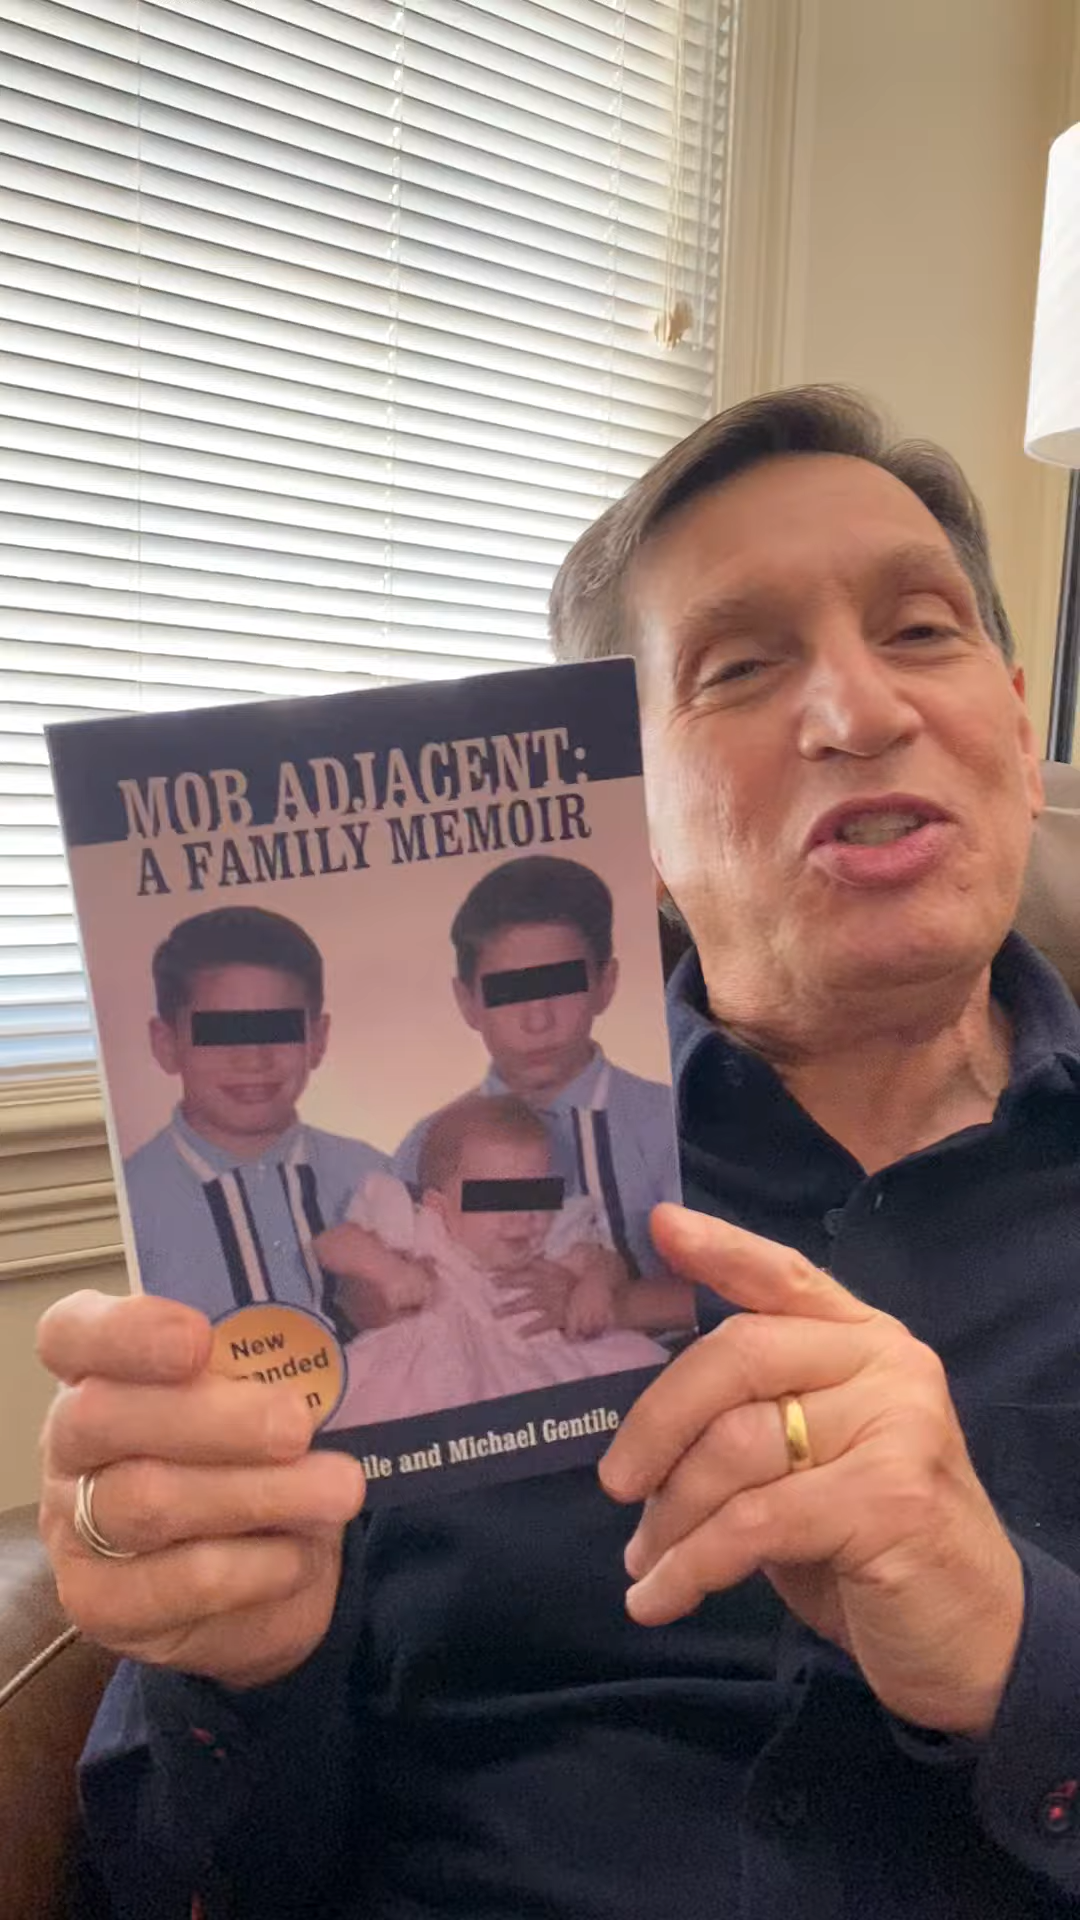 MOB ADJACENT:
A FAMILY MEMOIR
New
anded
n
ile and Michael Gentile